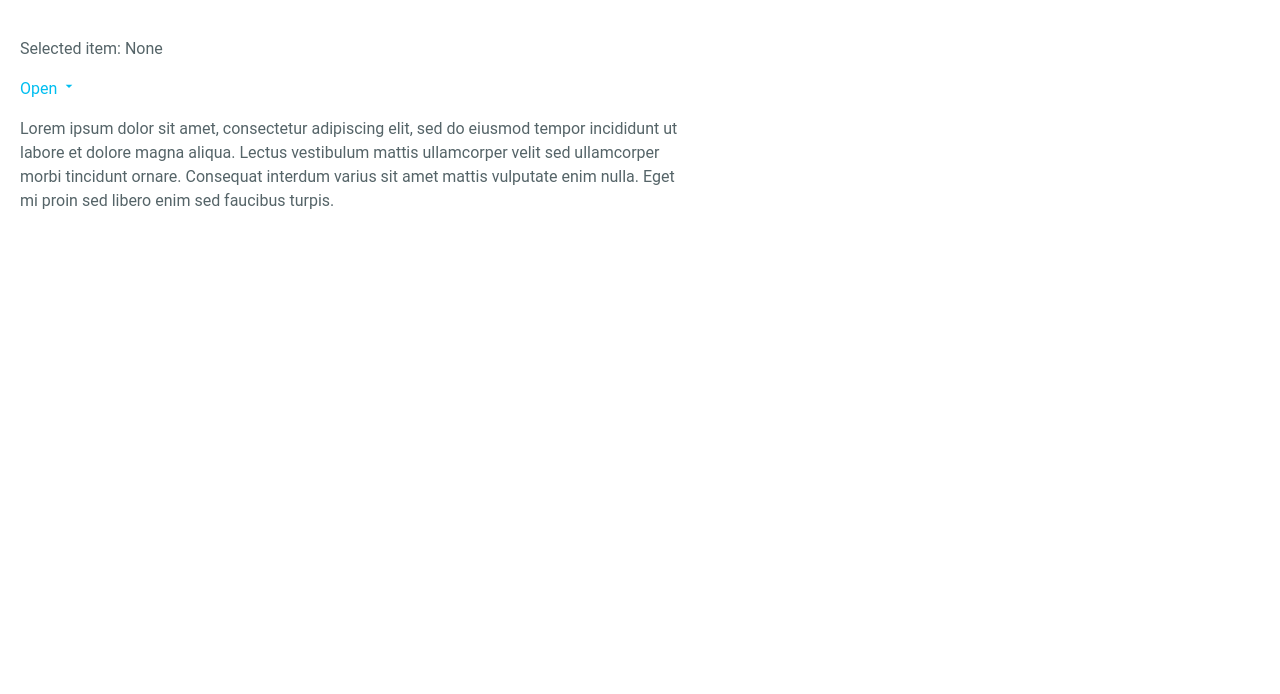 Selected item: None
Open
Lorem ipsum dolor sit amet, consectetur adipiscing elit, sed do eiusmod tempor incididunt ut
labore et dolore magna aliqua. Lectus vestibulum mattis ullamcorper velit sed ullamcorper
morbi tincidunt ornare. Consequat interdum varius sit amet mattis vulputate enim nulla. Eget
mi proin sed libero enim sed faucibus turpis.